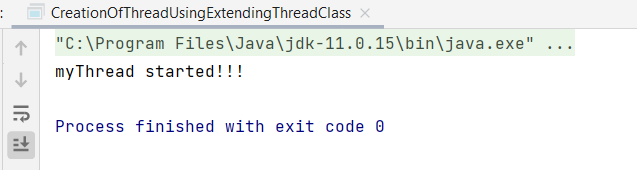 : CreationOfThreadUsingExtendingThreadClass ×
"C:\Program Files\Java\jdk-11.0.15\bin\java.exe" ...
myThread started!!!
Process finished with exit code 0